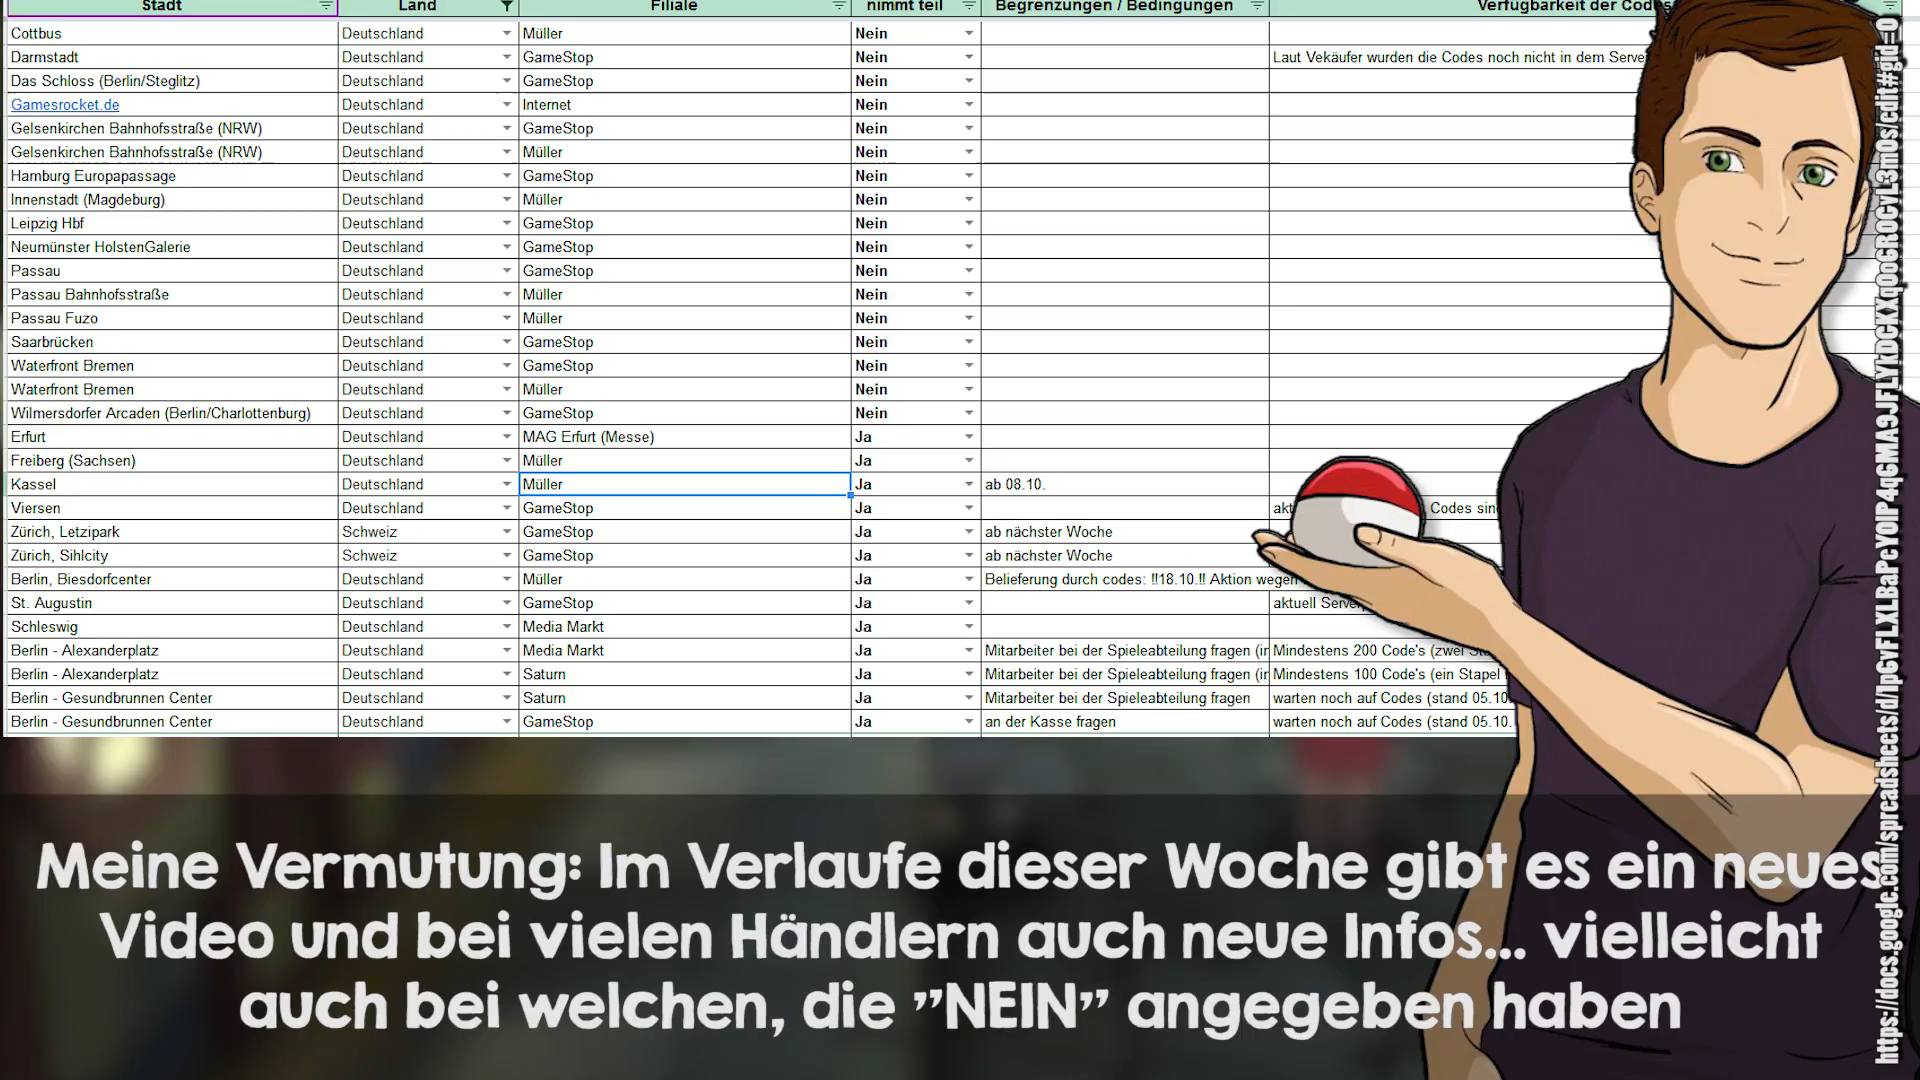 Stadt Land Filiale nimmt teil Begrenzungen / Bedingungen Verfügbarkeit der Codes
Cottbus Deutschland Müller Nein
Darmstadt Deutschland GameStop Nein Laut Vekäufer wurden die Codes noch nicht in dem Serve
Das Schloss (Berlin/Steglitz) Deutschland GameStop Nein
Gamesrocket.de Deutschland Internet Nein
Gelsenkirchen Bahnhofsstraße (NRW) Deutschland GameStop Nein
Gelsenkirchen Bahnhofsstraße (NRW) Deutschland Müller Nein
Hamburg Europapassage Deutschland GameStop Nein
Innenstadt (Magdeburg) Deutschland Müller Nein
Leipzig Hbf Deutschland GameStop Nein
Neumünster HolstenGalerie Deutschland GameStop Nein
Passau Deutschland GameStop Nein
Passau Bahnhofsstraße Deutschland Müller Nein
Passau Fuzo Deutschland Müller Nein
Saarbrücken Deutschland GameStop Nein
Waterfront Bremen Deutschland GameStop Nein
Waterfront Bremen Deutschland Müller Nein
Wilmersdorfer Arcaden (Berlin/Charlottenburg) Deutschland GameStop Nein
Erfurt Deutschland MAG Erfurt (Messe) Ja
Freiberg (Sachsen) Deutschland Müller Ja
Kassel Deutschland Müller Ja ab 08.10.
Viersen Deutschland GameStop Ja akt Codes sin
Zürich, Letzipark Schweiz GameStop Ja ab nächster Woche
Zürich, Sihlcity Schweiz GameStop Ja ab nächster Woche
Berlin, Biesdorfcenter Deutschland Müller Ja Belieferung durch codes: !!18.10.!! Aktion wegen
St. Augustin Deutschland GameStop Ja aktuell Server
Schleswig Deutschland Media Markt Ja
Berlin - Alexanderplatz Deutschland Media Markt Ja Mitarbeiter bei der Spieleabteilung fragen (in Mindestens 200 Code's (zwei St
Berlin - Alexanderplatz Deutschland Saturn Ja Mitarbeiter bei der Spieleabteilung fragen (in Mindestens 100 Code's (ein Stapel
Berlin - Gesundbrunnen Center Deutschland Saturn Ja Mitarbeiter bei der Spieleabteilung fragen warten noch auf Codes (stand 05.10.
Berlin - Gesundbrunnen Center Deutschland GameStop Ja an der Kasse fragen warten noch auf Codes (stand 05.10.
Meine Vermutung: Im Verlaufe dieser Woche gibt es ein neues
Video und bei vielen Händlern auch neue Infos... vielleicht
auch bei welchen, die "NEIN" angegeben haben